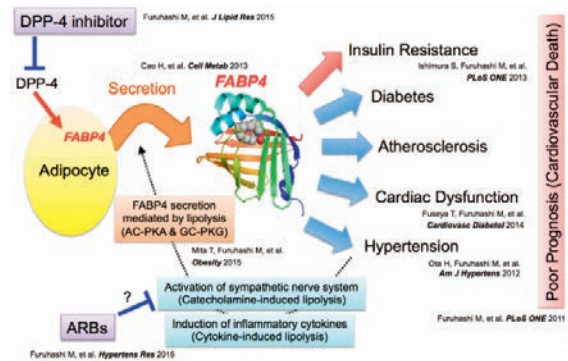 DPP-4 inhibitor
Furuhashi M, et al. J Lipid Res 2015
DPP-4
Cao H, et al. Cell Metab 2013
Secretion
FABP4
FABP4
Adipocyte
Insulin Resistance
Ishimura S, Furuhashi M, et al.
PLoS ONE 2013
Diabetes
Atherosclerosis
Cardiac Dysfunction
Fuseya T, Furuhashi M, et al.
Cardiovasc Diabetol 2014
Hypertension
Ota H, Furuhashi M, et al.
Am J Hypertens 2012
Poor Prognosis (Cardiovascular Death)
Furuhashi M, et al. PLoS ONE 2011
FABP4 secretion
mediated by lipolysis
(AC-PKA & GC-PKG)
Mita T, Furuhashi M, et al.
Obesity 2015
Activation of sympathetic nerve system
(Catecholamine-induced lipolysis)
Induction of inflammatory cytokines
(Cytokine-induced lipolysis)
?
ARBs
Furuhashi M, et al. Hypertens Res 2015